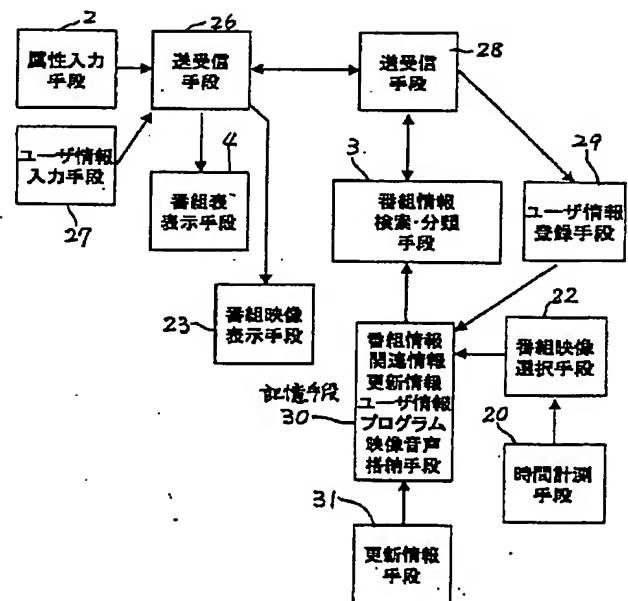 2
属性入力
手段
26
送受信
手段
28
送受信
手段
ユーザ情報
入力手段
27
4
番組表
表示手段
3
番組情報
検索・分類
手段
29
ユーザ情報
登録手段
23
番組映像
表示手段
記憶手段
30
番組情報
関連情報
更新情報
ユーザ情報
プログラム
映像音声
格納手段
22
番組映像
選択手段
20
時間計測
手段
31
更新情報
手段